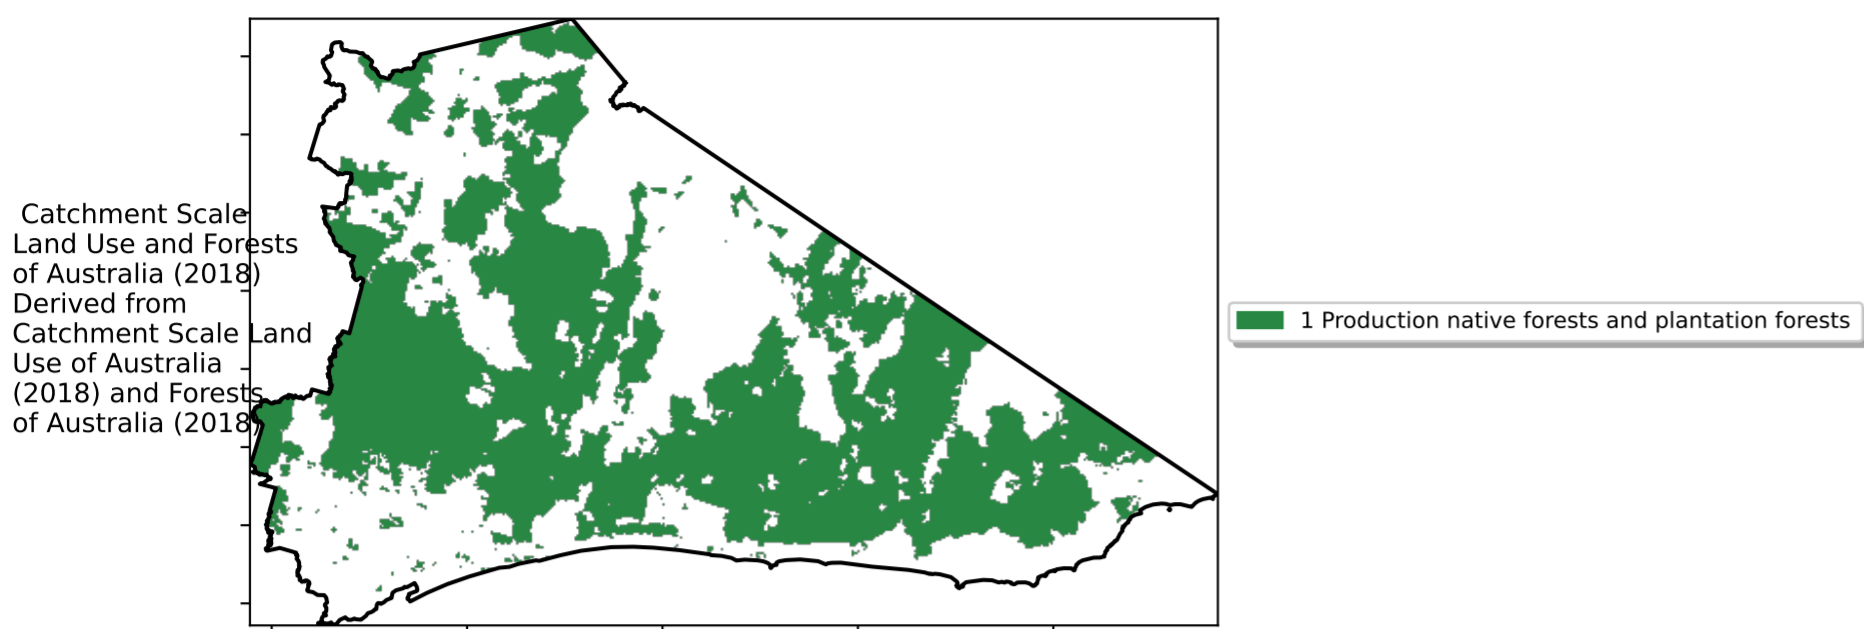 Catchment Scale
Land Use and Forests
of Australia (2018)
Derived from
Catchment Scale Land
Use of Australia
(2018) and Forests
of Australia (2018)
1 Production native forests and plantation forests